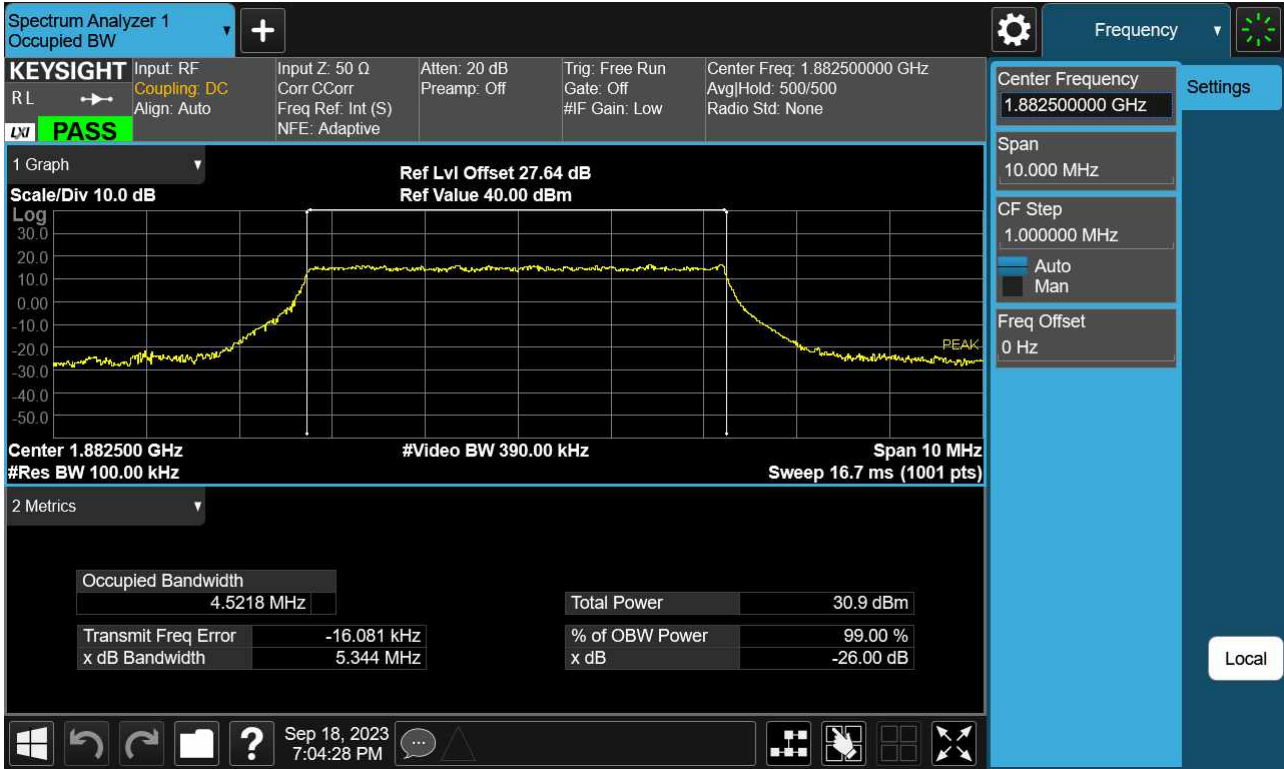 Spectrum Analyzer 1
Occupied BW
Frequency
KEYSIGHT
R L
LXI
PASS
Input: RF
Coupling: DC
Align: Auto
Input Z: 50 Ω
Corr CCorr
Freq Ref: Int (S)
NFE: Adaptive
Atten: 20 dB
Preamp: Off
Trig: Free Run
Gate: Off
#IF Gain: Low
Center Freq: 1.882500000 GHz
Avg|Hold: 500/500
Radio Std: None
Center Frequency
1.882500000 GHz
Settings
Span
10.000 MHz
CF Step
1.000000 MHz
Auto
Man
Freq Offset
0 Hz
Local
1 Graph
Ref Lvl Offset 27.64 dB
Scale/Div 10.0 dB
Ref Value 40.00 dBm
Log
30.0
20.0
10.0
0.00
-10.0
-20.0
-30.0
-40.0
-50.0
PEAK
Center 1.882500 GHz
#Video BW 390.00 kHz
Span 10 MHz
#Res BW 100.00 kHz
Sweep 16.7 ms (1001 pts)
2 Metrics
Occupied Bandwidth
4.5218 MHz
Total Power 30.9 dBm
Transmit Freq Error -16.081 kHz
% of OBW Power 99.00 %
x dB Bandwidth 5.344 MHz
x dB -26.00 dB
?
Sep 18, 2023
7:04:28 PM